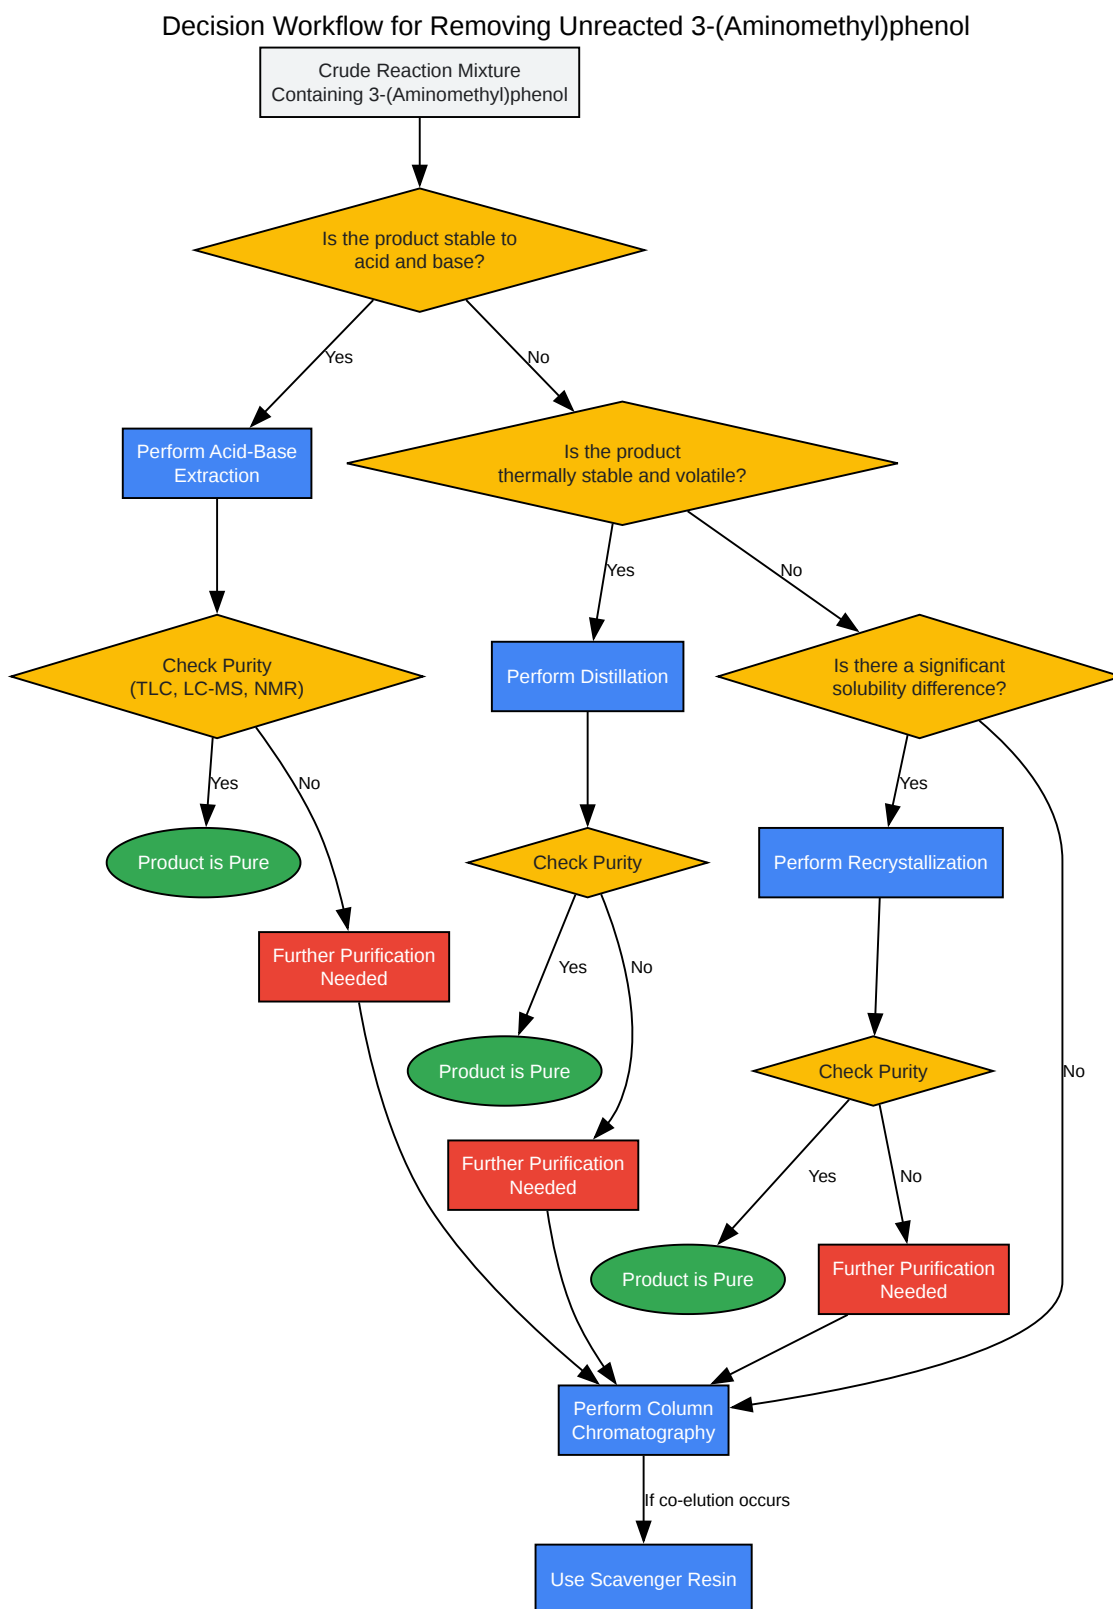 Decision Workflow for Removing Unreacted 3-(Aminomethyl)phenol
Crude Reaction Mixture
Containing 3-(Aminomethyl)phenol
Is the product stable to
acid and base?
Yes
No
Perform Acid-Base
Extraction
Is the product
thermally stable and volatile?
Yes
No
Check Purity
(TLC, LC-MS, NMR)
Perform Distillation
Is there a significant
solubility difference?
Yes
No
Yes
Product is Pure
Check Purity
Perform Recrystallization
Further Purification
Needed
Yes
No
No
Product is Pure
Check Purity
Further Purification
Needed
Yes
No
Product is Pure
Further Purification
Needed
Perform Column
Chromatography
If co-elution occurs
Use Scavenger Resin